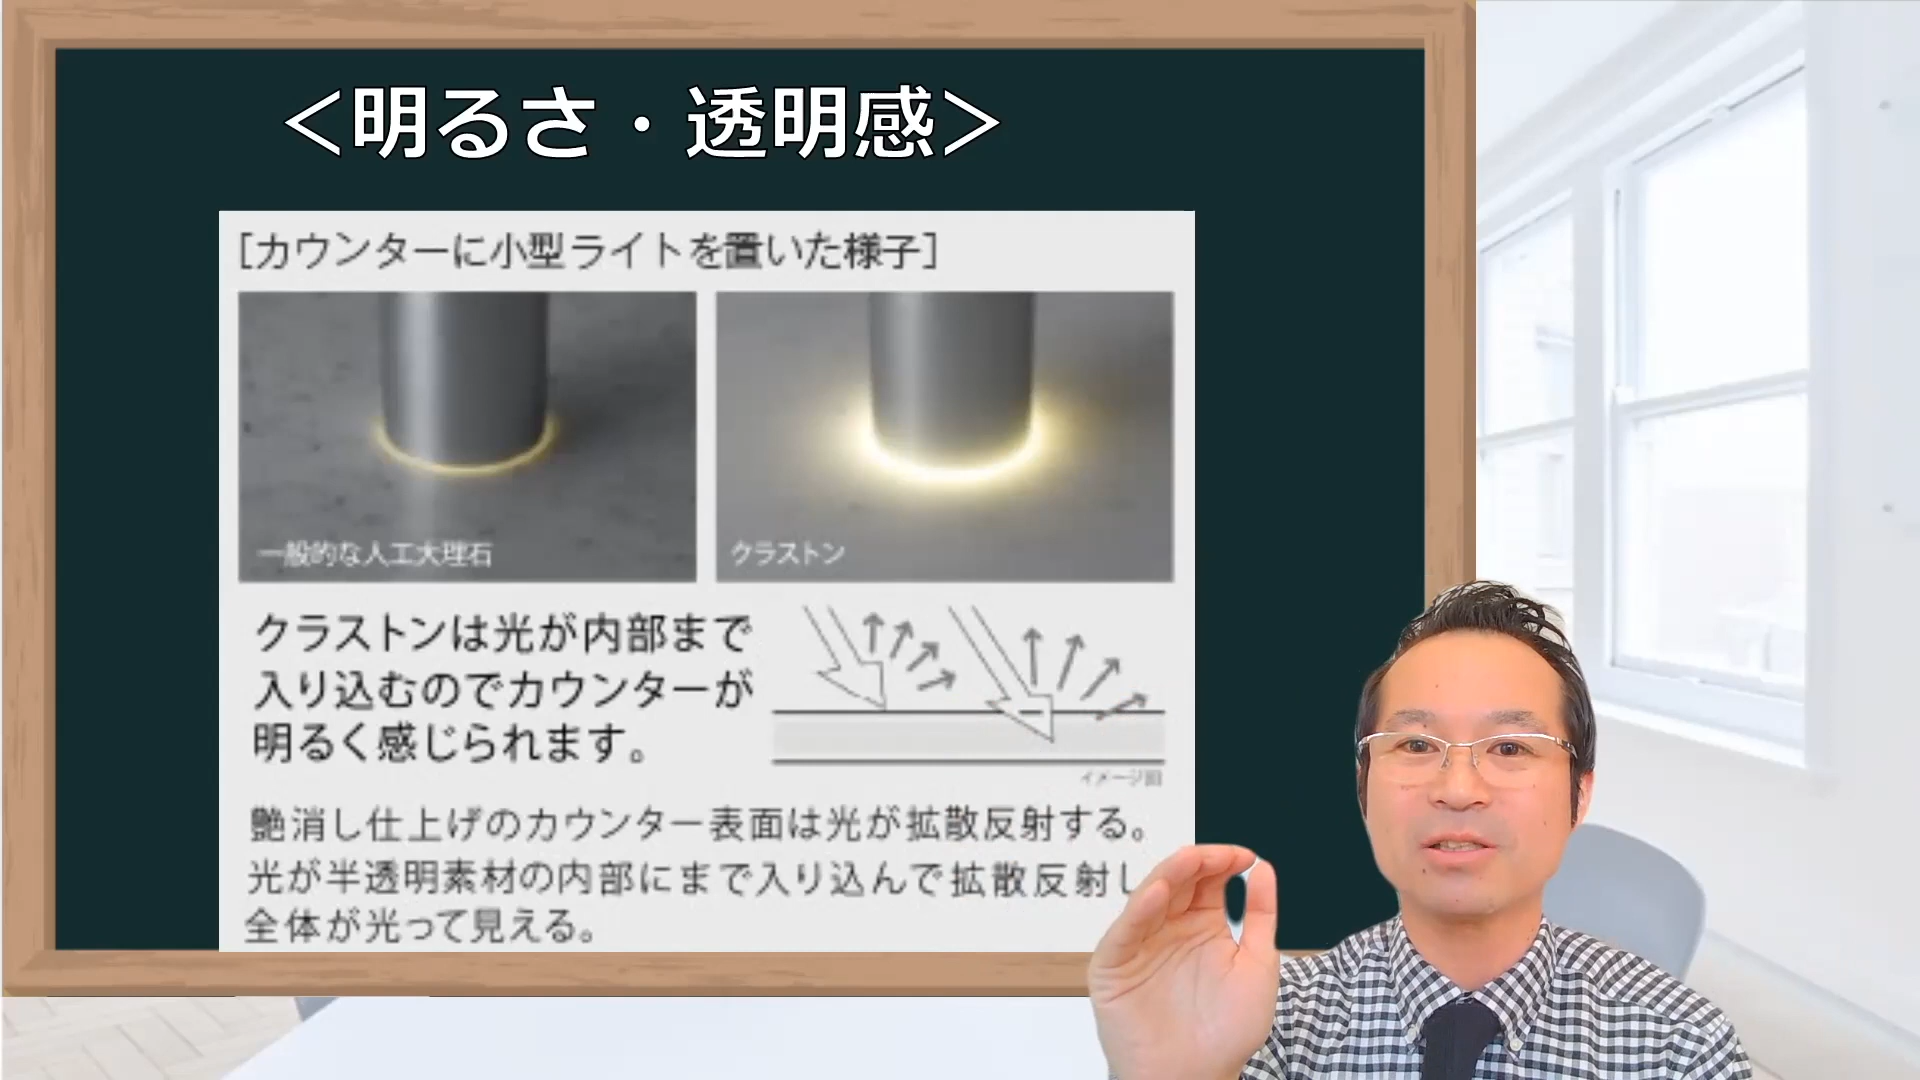 ＜明るさ・透明感＞
［カウンターに小型ライトを置いた様子］
一般的な人工大理石
クラストン
クラストンは光が内部まで
入り込むのでカウンターが
明るく感じられます。
イメージ図
艶消し仕上げのカウンター表面は光が拡散反射する。
光が半透明素材の内部にまで入り込んで拡散反射し
全体が光って見える。